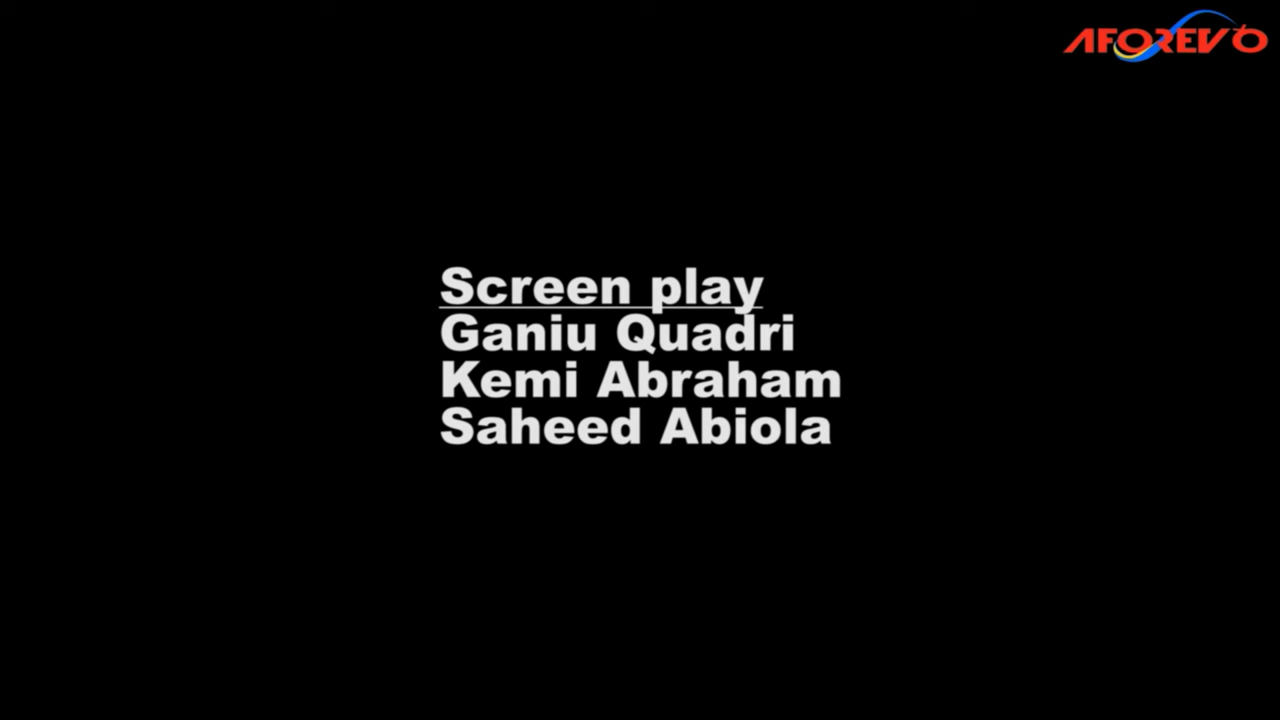 AFOREVO
Screen play
Ganiu Quadri
Kemi Abraham
Saheed Abiola